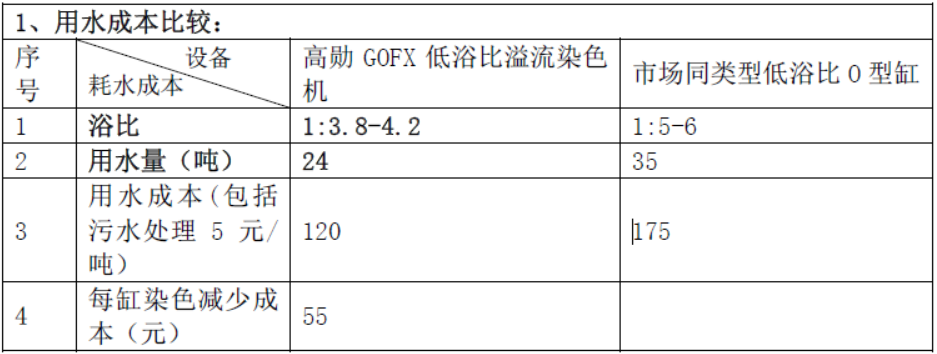 1、用水成本比较：
序号
设备
耗水成本
高勋 GOFX 低浴比溢流染色机
市场同类型低浴比 O 型缸
1
浴比
1:3.8-4.2
1:5-6
2
用水量（吨）
24
35
3
用水成本(包括污水处理 5 元/吨）
120
175
4
每缸染色减少成本（元）
55